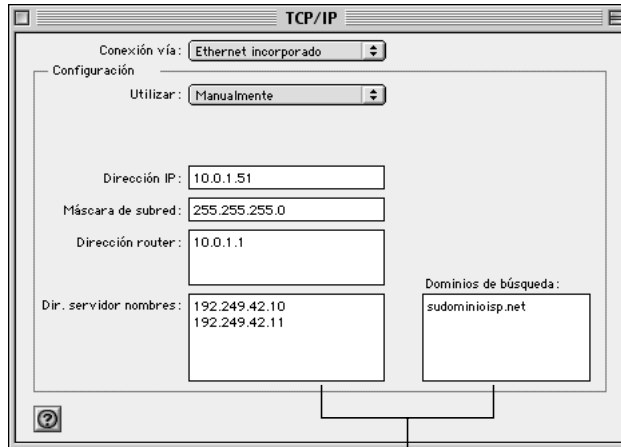 TCP/IP
Conexión vía: Ethernet incorporado
Configuración
Utilizar: Manualmente
Dirección IP: 10.0.1.51
Máscara de subred: 255.255.255.0
Dirección router: 10.0.1.1
Dir. servidor nombres: 192.249.42.10
192.249.42.11
Dominios de búsqueda:
sudominioisp.net
?